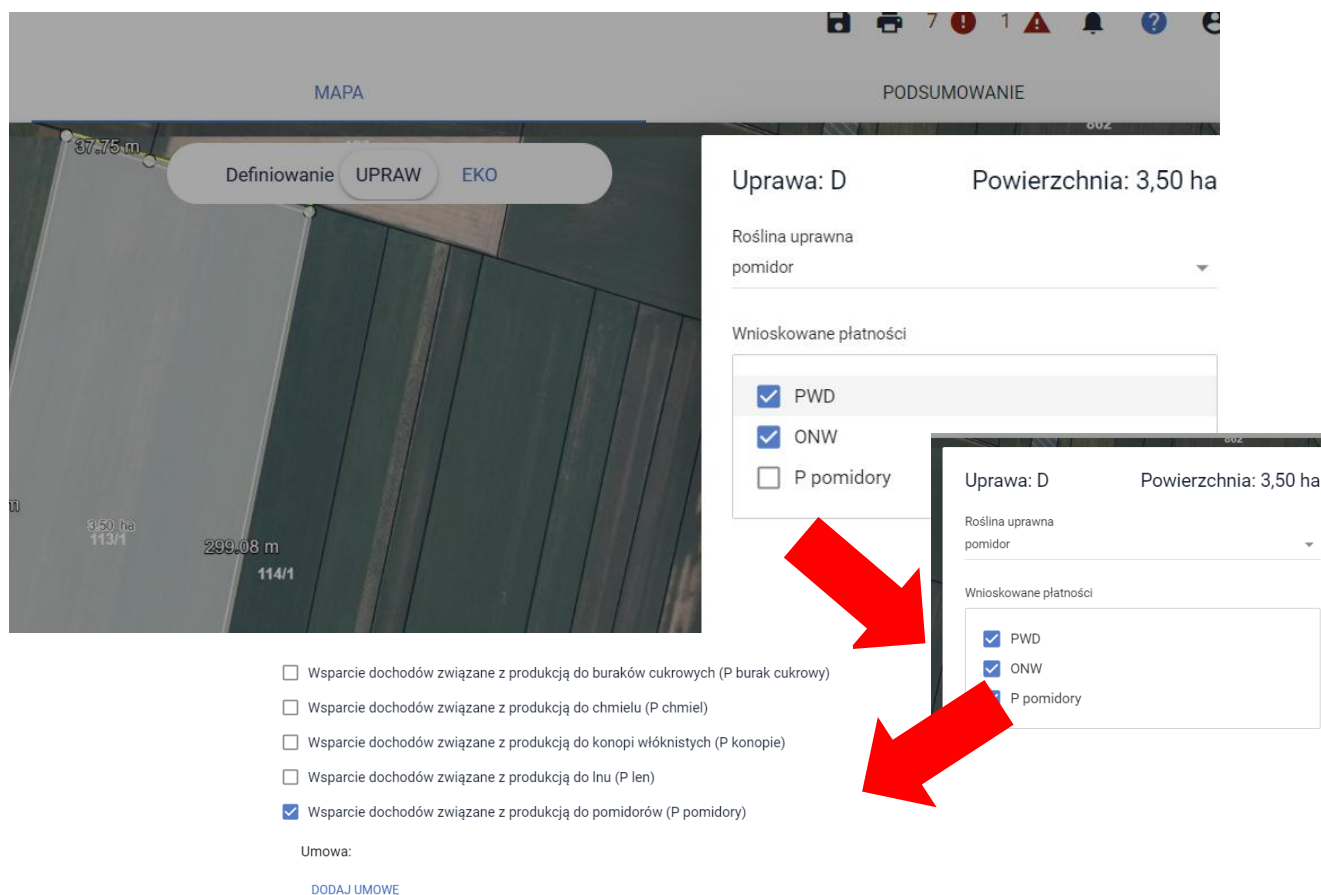 7 1
MAPA PODSUMOWANIE
862
37.75 m
Definiowanie UPRAW EKO
Uprawa: D Powierzchnia: 3,50 ha
Roślina uprawna
pomidor
Wnioskowane płatności
PWD
ONW
P pomidory
3.50 ha
113/1
299.08 m
114/1
862
Uprawa: D Powierzchnia: 3,50 ha
Roślina uprawna
pomidor
Wnioskowane płatności
PWD
ONW
P pomidory
Wsparcie dochodów związane z produkcją do buraków cukrowych (P burak cukrowy)
Wsparcie dochodów związane z produkcją do chmielu (P chmiel)
Wsparcie dochodów związane z produkcją do konopi włóknistych (P konopie)
Wsparcie dochodów związane z produkcją do lnu (P len)
Wsparcie dochodów związane z produkcją do pomidorów (P pomidory)
Umowa:
DODAJ UMOWĘ